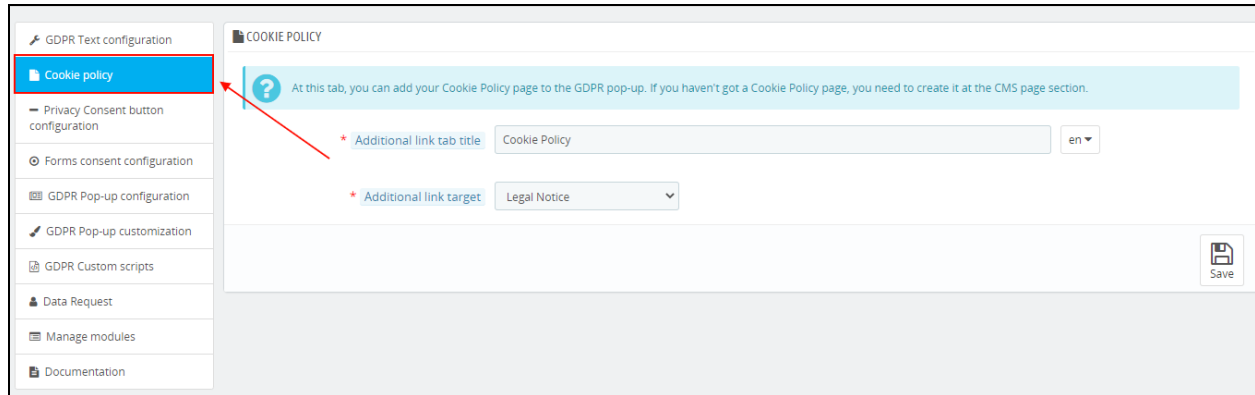 GDPR Text configuration
Cookie policy
Privacy Consent button
configuration
Forms consent configuration
GDPR Pop-up configuration
GDPR Pop-up customization
GDPR Custom scripts
Data Request
Manage modules
Documentation
COOKIE POLICY
At this tab, you can add your Cookie Policy page to the GDPR pop-up. If you haven't got a Cookie Policy page, you need to create it at the CMS page section.
* Additional link tab title Cookie Policy en
* Additional link target Legal Notice
Save